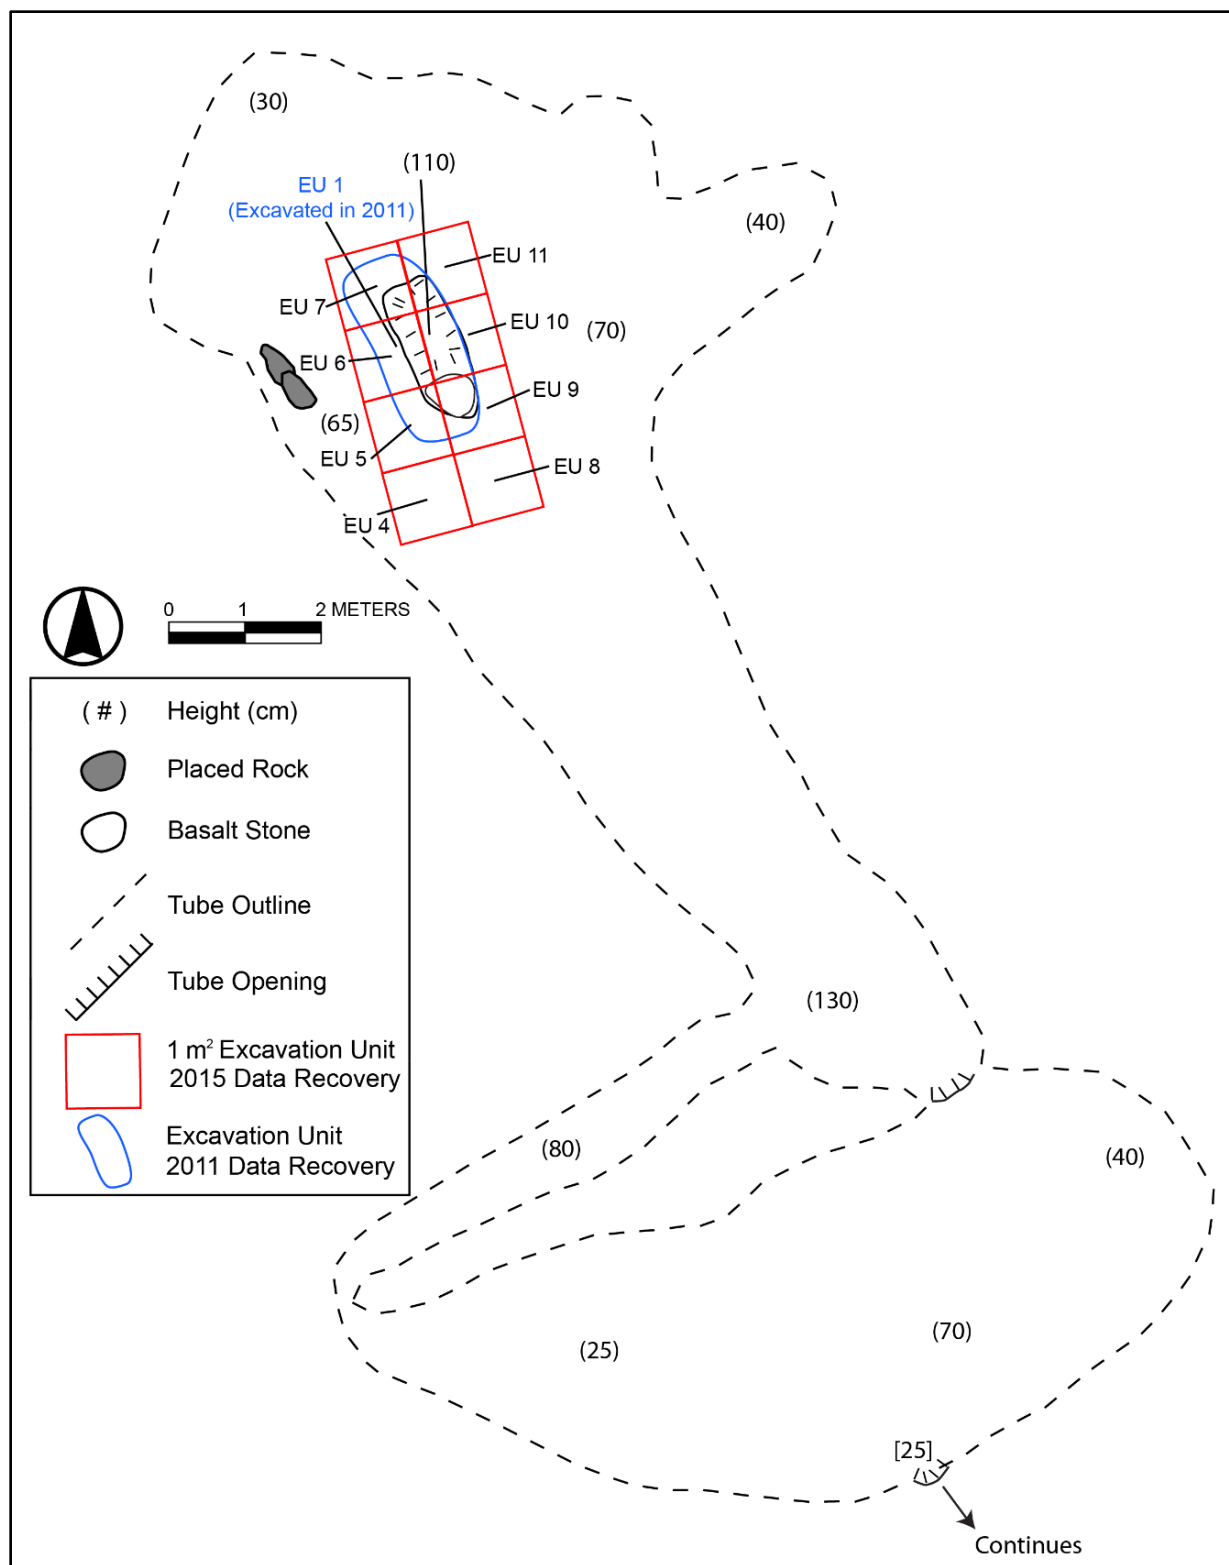 (30)
(110)
EU 1
(Excavated in 2011)
(40)
EU 11
EU 7
EU 10
(70)
EU 6
EU 9
(65)
EU 5
EU 8
EU 4
0 1 2 METERS
( # ) Height (cm)
Placed Rock
Basalt Stone
Tube Outline
Tube Opening
1 m² Excavation Unit
2015 Data Recovery
Excavation Unit
2011 Data Recovery
(130)
(80)
(40)
(70)
(25)
[25]
Continues